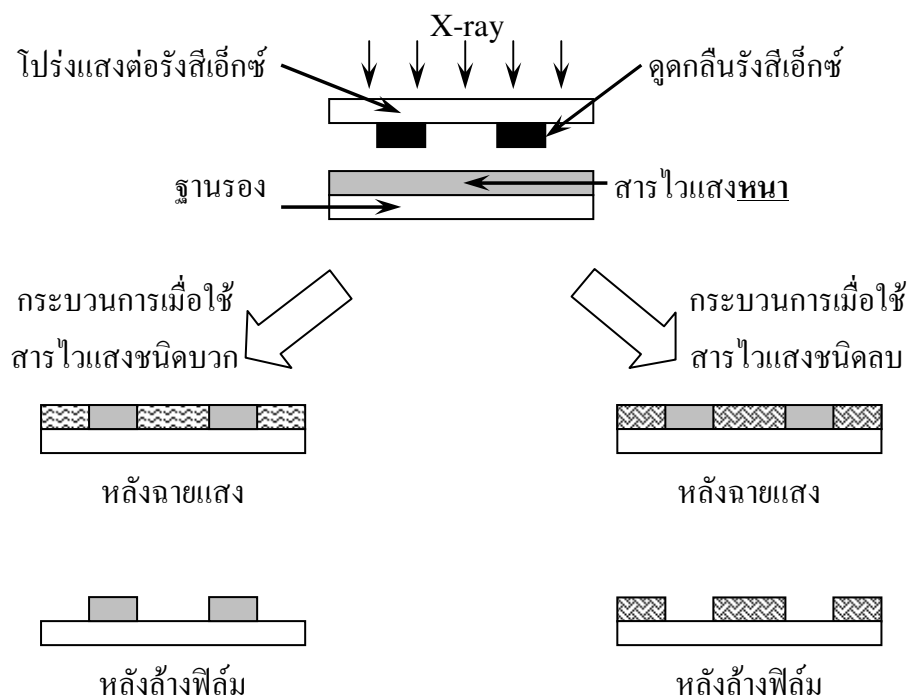 X-ray
โปร่งแสงต่อรังสีเอ็กซ์
ดูดกลืนรังสีเอ็กซ์
ฐานรอง
สารไวแสงหนา
กระบวนการเมื่อใช้
สารไวแสงชนิดบวก
กระบวนการเมื่อใช้
สารไวแสงชนิดลบ
หลังฉายแสง
หลังฉายแสง
หลังล้างฟิล์ม
หลังล้างฟิล์ม